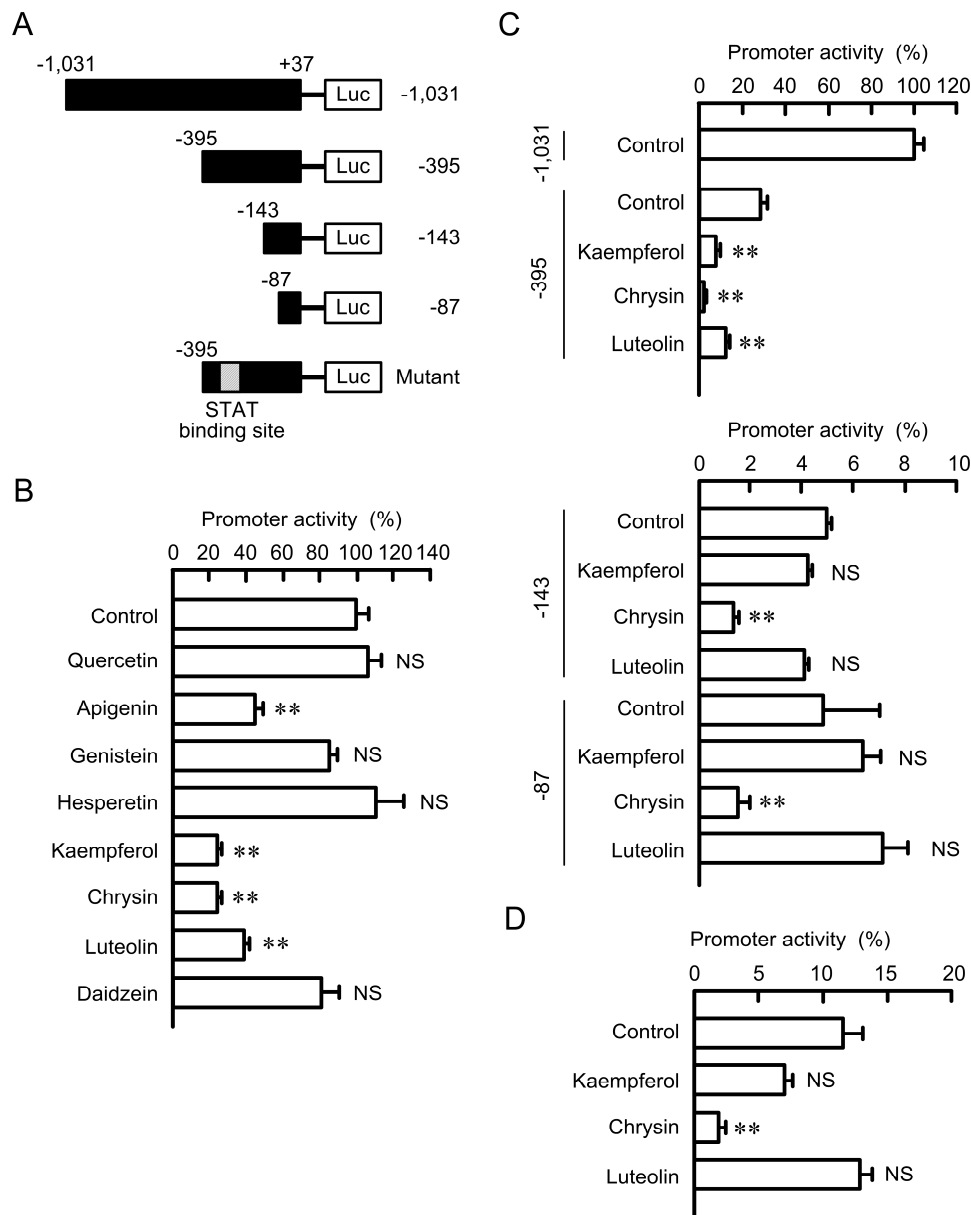 A
-1,031 +37
Luc -1,031
-395
Luc -395
-143
Luc -143
-87
Luc -87
-395
Luc Mutant
STAT
binding site
B
Promoter activity (%)
0 20 40 60 80 100 120 140
Control
Quercetin NS
Apigenin **
Genistein NS
Hesperetin NS
Kaempferol **
Chrysin **
Luteolin **
Daidzein NS
C
Promoter activity (%)
0 20 40 60 80 100 120
-1,031
Control
-395
Control
Kaempferol **
Chrysin **
Luteolin **
Promoter activity (%)
0 2 4 6 8 10
-143
Control
Kaempferol NS
Chrysin **
Luteolin NS
-87
Control
Kaempferol NS
Chrysin **
Luteolin NS
D
Promoter activity (%)
0 5 10 15 20
Control
Kaempferol NS
Chrysin **
Luteolin NS